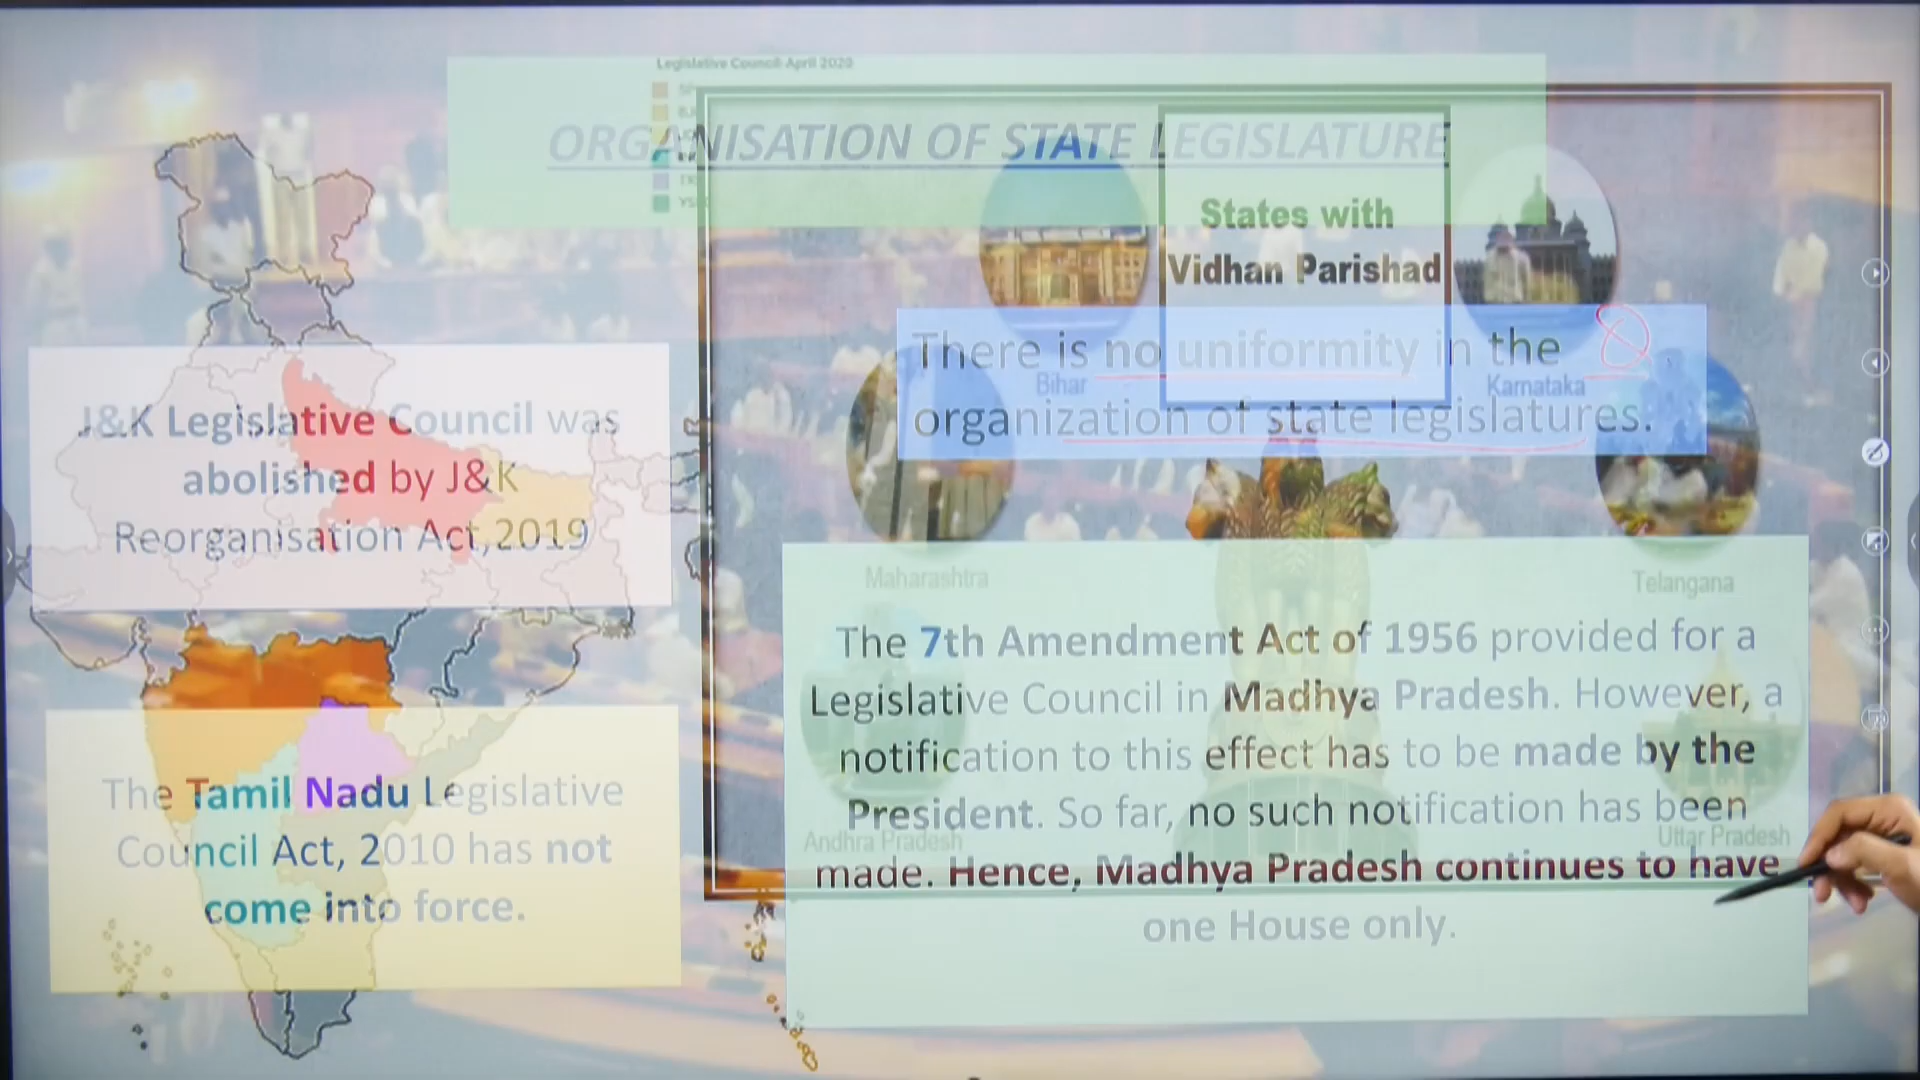 Legislative Council-April 2020
ORGANISATION OF STATE LEGISLATURE
States with
Vidhan Parishad
There is no uniformity in the
organization of state legislatures.
Bihar
Karnataka
J&K Legislative Council was
abolished by J&K
Reorganisation Act,2019
Maharashtra
Telangana
The 7th Amendment Act of 1956 provided for a
Legislative Council in Madhya Pradesh. However, a
notification to this effect has to be made by the
President. So far, no such notification has been
made. Hence, Madhya Pradesh continues to have
one House only.
Andhra Pradesh
Uttar Pradesh
The Tamil Nadu Legislative
Council Act, 2010 has not
come into force.